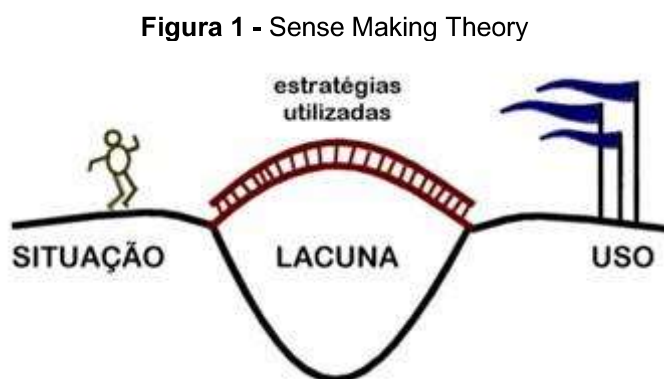 Figura 1 - Sense Making Theory
estratégias
utilizadas
SITUAÇÃO
LACUNA
USO